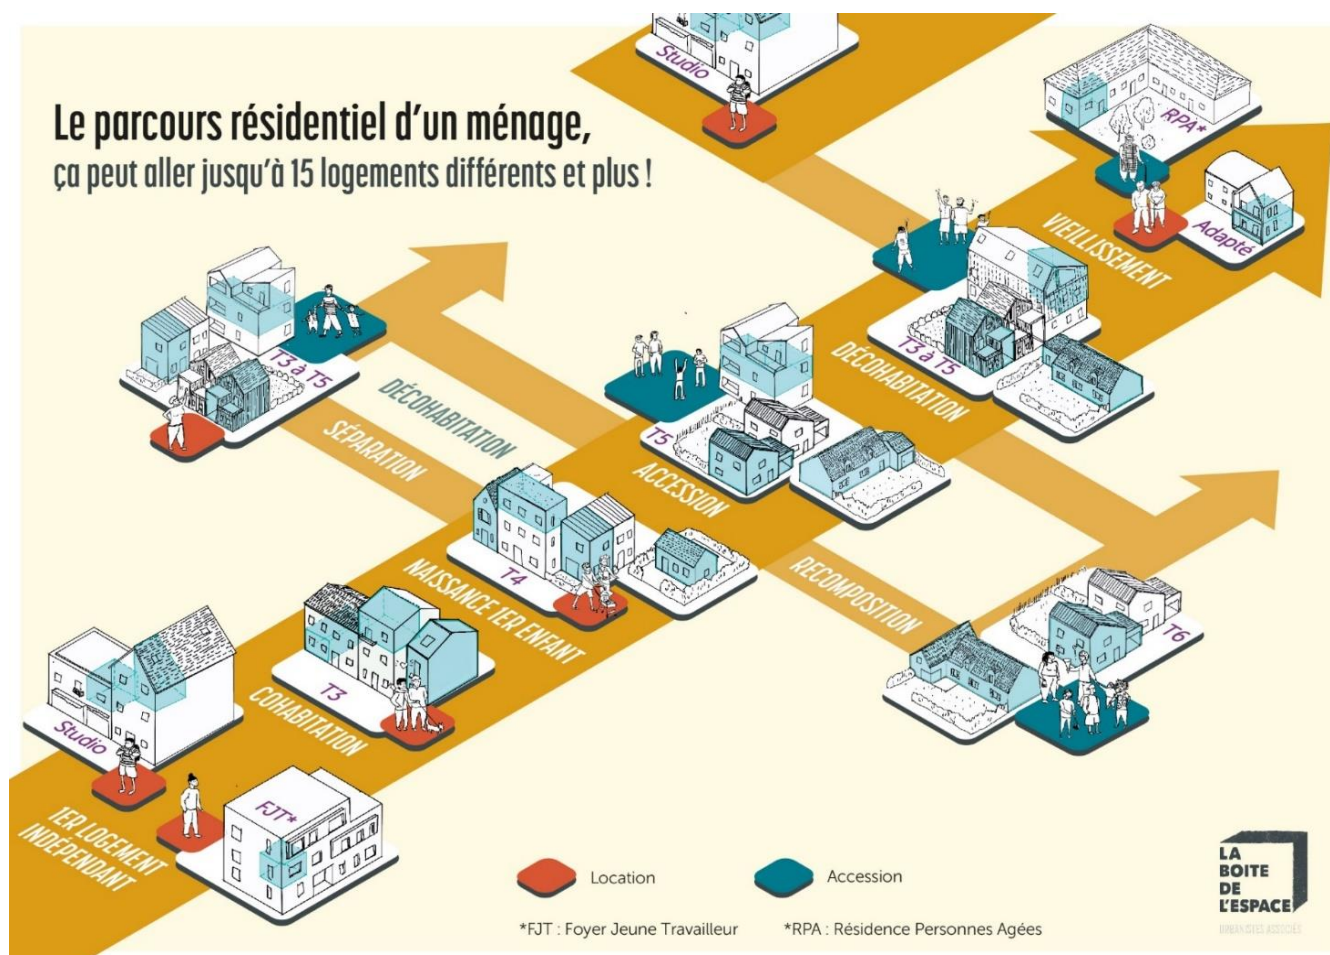 Le parcours résidentiel d'un ménage,
ça peut aller jusqu'à 15 logements différents et plus !
Studio
RPA*
Adapté
VIEILLISSEMENT
T3 à T5
DÉCOHABITATION
T3 à T5
DÉCOHABITATION
SÉPARATION
T5
ACCESSION
T4
NAISSANCE 1ER ENFANT
RECOMPOSITION
T6
T3
COHABITATION
Studio
FJT*
1ER LOGEMENT
INDÉPENDANT
Location
Accession
*FJT : Foyer Jeune Travailleur
*RPA : Résidence Personnes Agées
LA
BOITE
DE
L'ESPACE
URBANISTES ASSOCIÉS